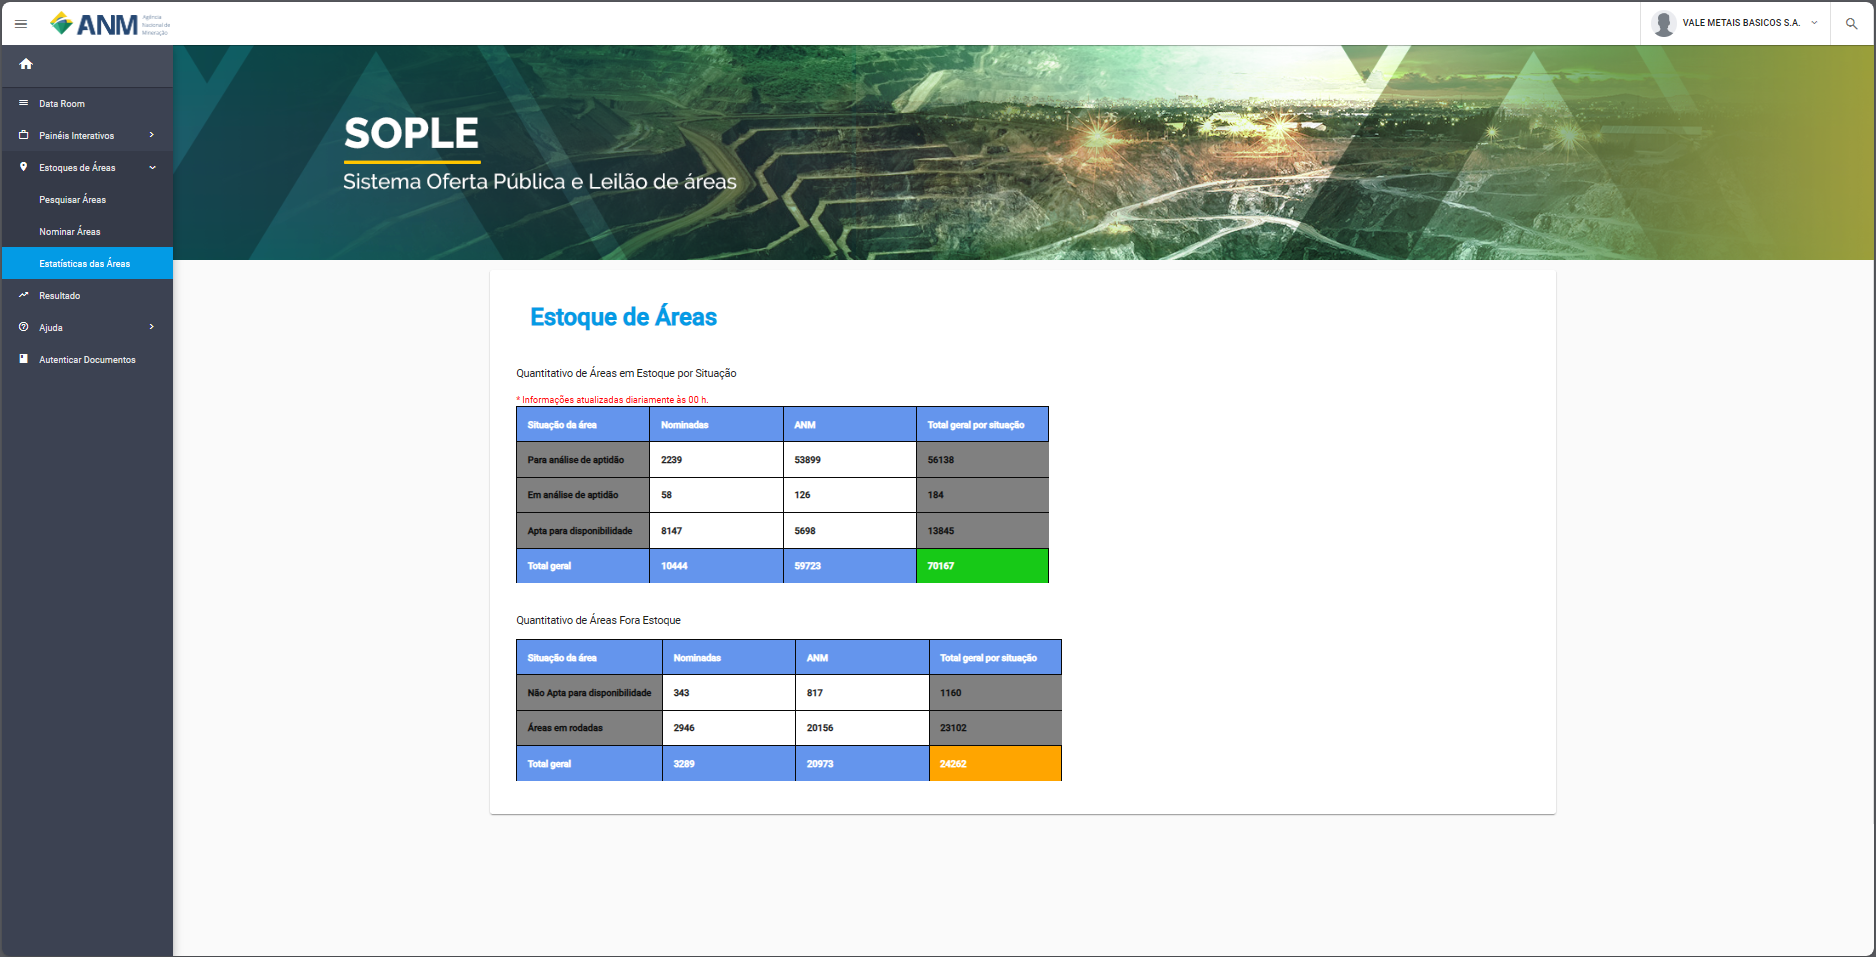 ANM
Agência
Nacional de
Mineração
VALE METAIS BASICOS S.A.
Data Room
Painéis Interativos
Estoques de Áreas
Pesquisar Áreas
Nominar Áreas
Estatísticas das Áreas
Resultado
Ajuda
Autenticar Documentos
SOPLE
Sistema Oferta Pública e Leilão de áreas
Estoque de Áreas
Quantitativo de Áreas em Estoque por Situação
* Informações atualizadas diariamente às 00 h.
Situação da área Nominadas ANM Total geral por situação
Para análise de aptidão 2239 53899 56138
Em análise de aptidão 58 126 184
Apta para disponibilidade 8147 5698 13845
Total geral 10444 59723 70167
Quantitativo de Áreas Fora Estoque
Situação da área Nominadas ANM Total geral por situação
Não Apta para disponibilidade 343 817 1160
Áreas em rodadas 2946 20156 23102
Total geral 3289 20973 24262